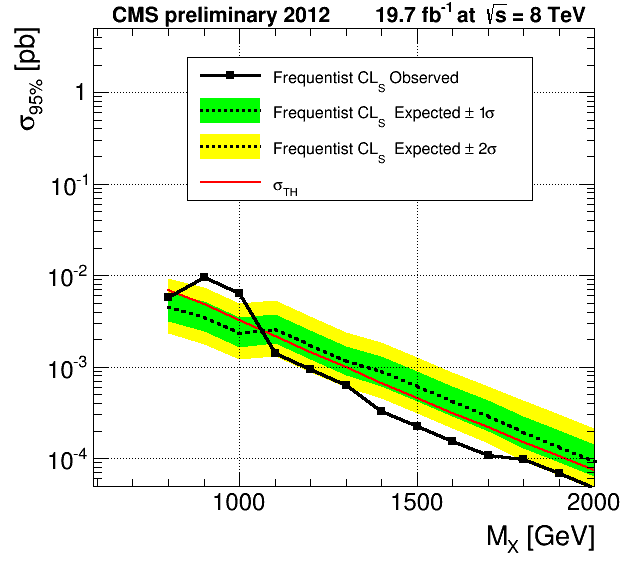 CMS preliminary 2012 19.7 fb⁻¹ at √s = 8 TeV
σ95% [pb]
Frequentist CLS Observed
Frequentist CLS Expected ± 1σ
Frequentist CLS Expected ± 2σ
σTH
1
10⁻¹
10⁻²
10⁻³
10⁻⁴
1000 1500 2000
MX [GeV]